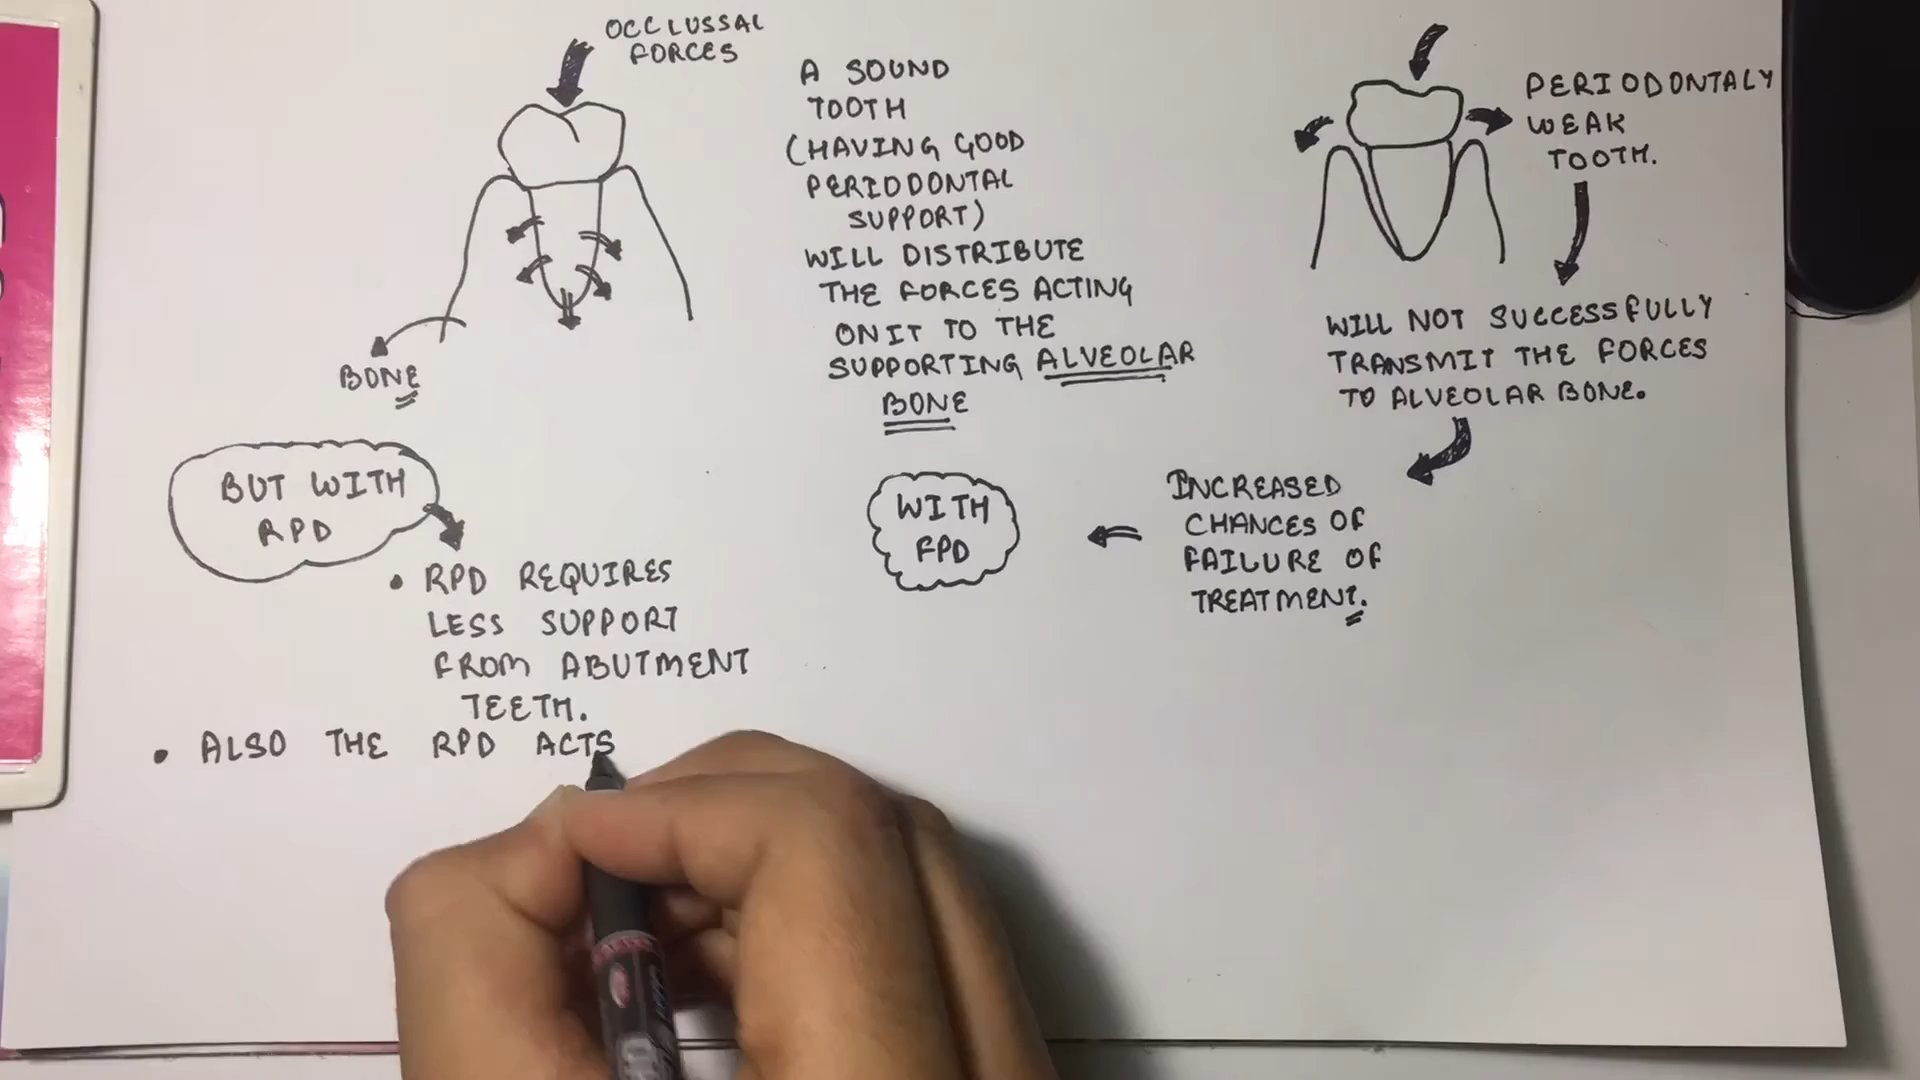 OCCLUSSAL
FORCES
A SOUND
TOOTH
(HAVING GOOD
PERIODONTAL
SUPPORT)
WILL DISTRIBUTE
THE FORCES ACTING
ON IT TO THE
SUPPORTING ALVEOLAR
BONE
BONE
PERIODONTALY
WEAK
TOOTH.
WILL NOT SUCCESSFULLY
TRANSMIT THE FORCES
TO ALVEOLAR BONE.
INCREASED
CHANCES OF
FAILURE OF
TREATMENT.
WITH
FPD
BUT WITH
RPD
• RPD REQUIRES
LESS SUPPORT
FROM ABUTMENT
TEETH.
• ALSO THE RPD ACTS